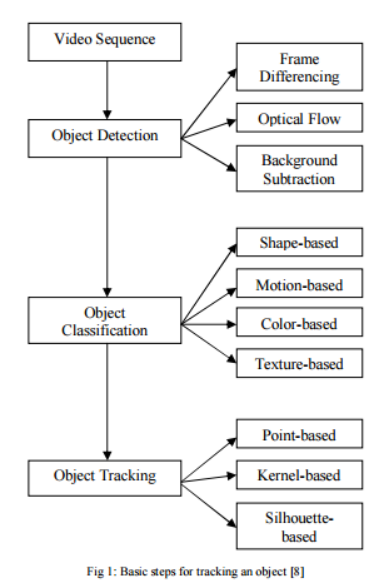 Video Sequence
Frame
Differencing
Object Detection
Optical Flow
Background
Subtraction
Shape-based
Motion-based
Object
Classification
Color-based
Texture-based
Point-based
Object Tracking
Kernel-based
Silhouette-
based
Fig 1: Basic steps for tracking an object [8]